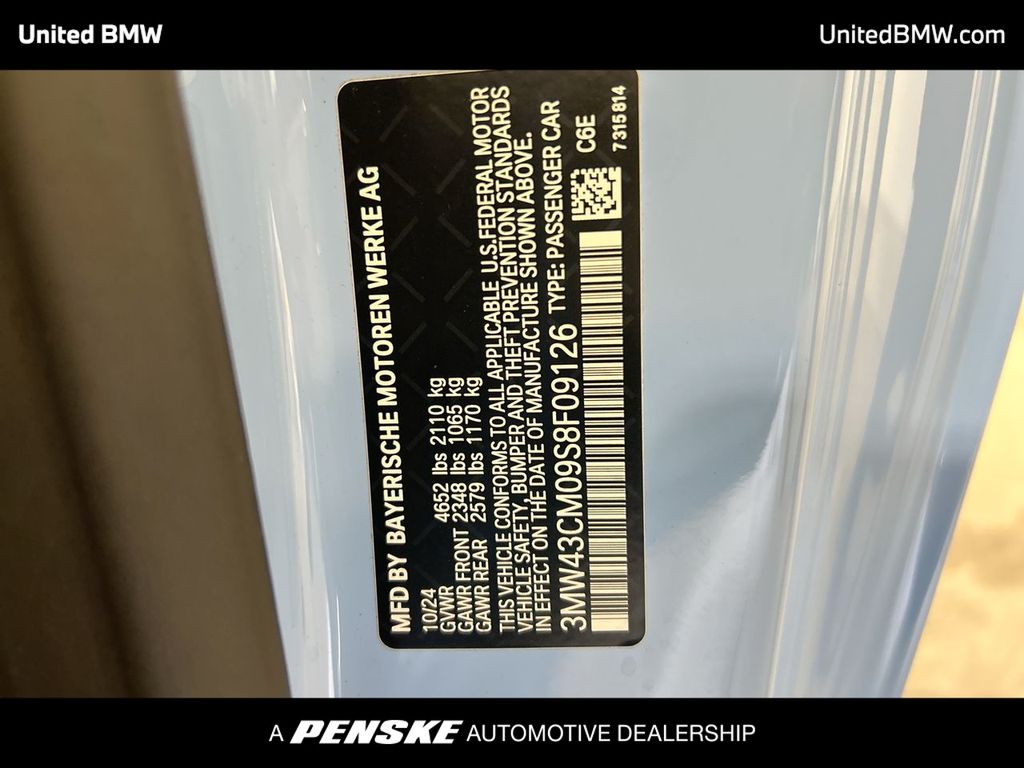 United BMW
UnitedBMW.com
MFD BY BAYERISCHE MOTOREN WERKE AG
10/24
GVWR 4652 lbs 2110 kg
GAWR FRONT 2348 lbs 1065 kg
GAWR REAR 2579 lbs 1170 kg
THIS VEHICLE CONFORMS TO ALL APPLICABLE U.S.FEDERAL MOTOR
VEHICLE SAFETY, BUMPER AND THEFT PREVENTION STANDARDS
IN EFFECT ON THE DATE OF MANUFACTURE SHOWN ABOVE.
3MW43CM09S8F09126 TYPE: PASSENGER CAR
C6E
7315814
A PENSKE AUTOMOTIVE DEALERSHIP